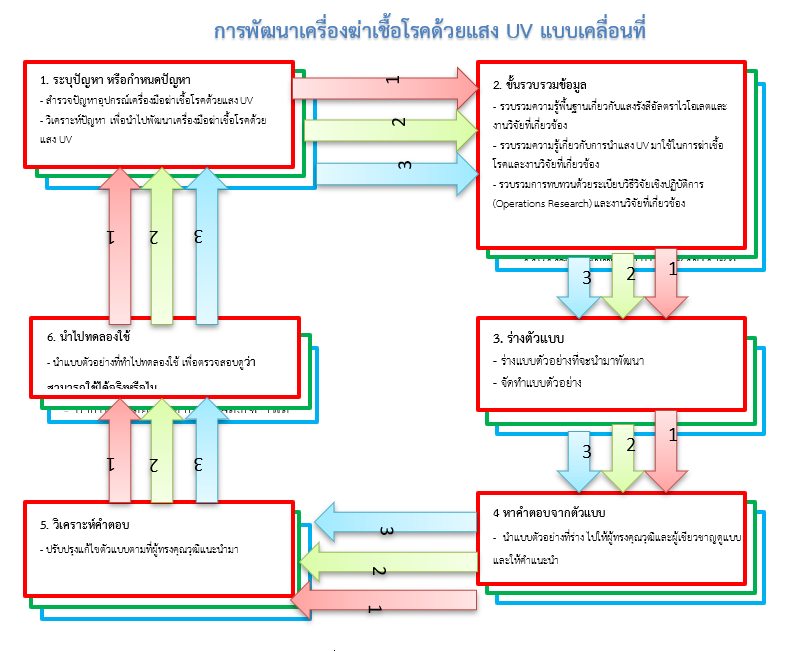 การพัฒนาเครื่องฆ่าเชื้อโรคด้วยแสง UV แบบเคลื่อนที่
1. ระบุปัญหา หรือกำหนดปัญหา
- สำรวจปัญหาอุปกรณ์เครื่องมือฆ่าเชื้อโรคด้วยแสง UV
- วิเคราะห์ปัญหา เพื่อนำไปพัฒนาเครื่องมือฆ่าเชื้อโรคด้วย
แสง UV
1
2
3
2. ขั้นรวบรวมข้อมูล
- รวบรวมความรู้พื้นฐานเกี่ยวกับแสงรังสีอัลตราไวโอเลตและ
งานวิจัยที่เกี่ยวข้อง
- รวบรวมความรู้เกี่ยวกับการนำแสง UV มาใช้ในการฆ่าเชื้อ
โรคและงานวิจัยที่เกี่ยวข้อง
- รวบรวมการทบทวนด้วยระเบียบวิธีวิจัยเชิงปฏิบัติการ
(Operations Research) และงานวิจัยที่เกี่ยวข้อง
3
2
1
3. ร่างตัวแบบ
- ร่างแบบตัวอย่างที่จะนำมาพัฒนา
- จัดทำแบบตัวอย่าง
3
2
1
4 หาคำตอบจากตัวแบบ
- นำแบบตัวอย่างที่ร่าง ไปให้ผู้ทรงคุณวุฒิและผู้เชียวชาญดูแบบ
และให้คำแนะนำ
3
2
1
5. วิเคราะห์คำตอบ
- ปรับปรุงแก้ไขตัวแบบตามที่ผู้ทรงคุณวุฒิแนะนำมา
1
2
3
6. นำไปทดลองใช้
- นำแบบตัวอย่างที่ทำไปทดลองใช้ เพื่อตรวจสอบดูว่า
สามารถใช้ได้จริงหรือไม
1
2
3